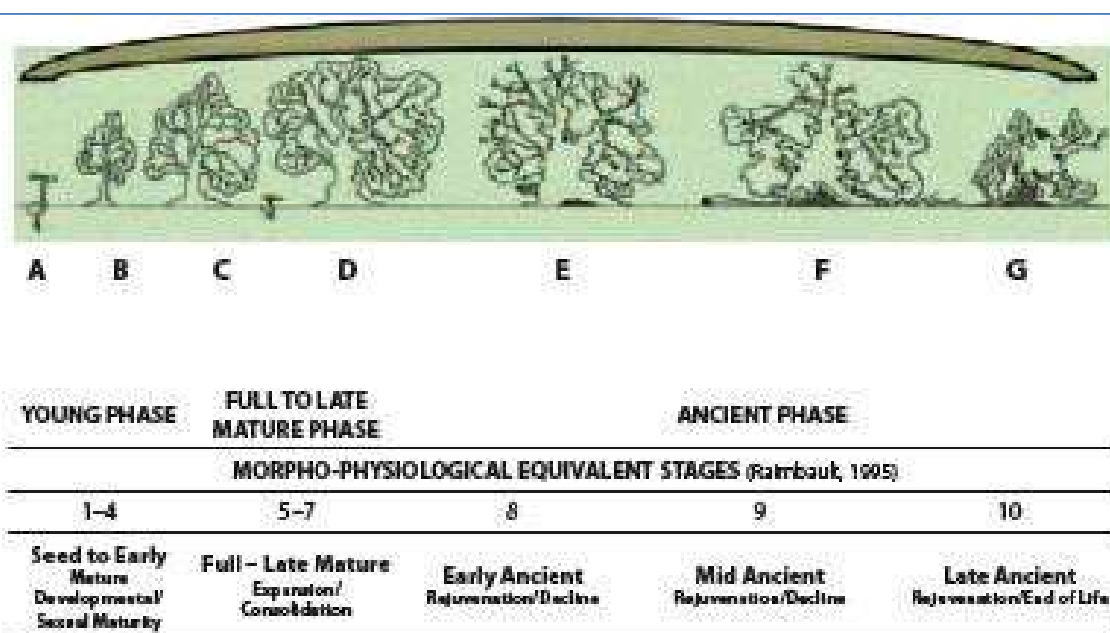 A B C D E F G
YOUNG PHASE
FULL TO LATE
MATURE PHASE
ANCIENT PHASE
MORPHO-PHYSIOLOGICAL EQUIVALENT STAGES (Raimbault, 1995)
1–4 5–7 8 9 10
Seed to Early
Mature
Developmental/
Sexual Maturity
Full – Late Mature
Expansion/
Consolidation
Early Ancient
Rejuvenation/Decline
Mid Ancient
Rejuvenation/Decline
Late Ancient
Rejuvenation/End of Life